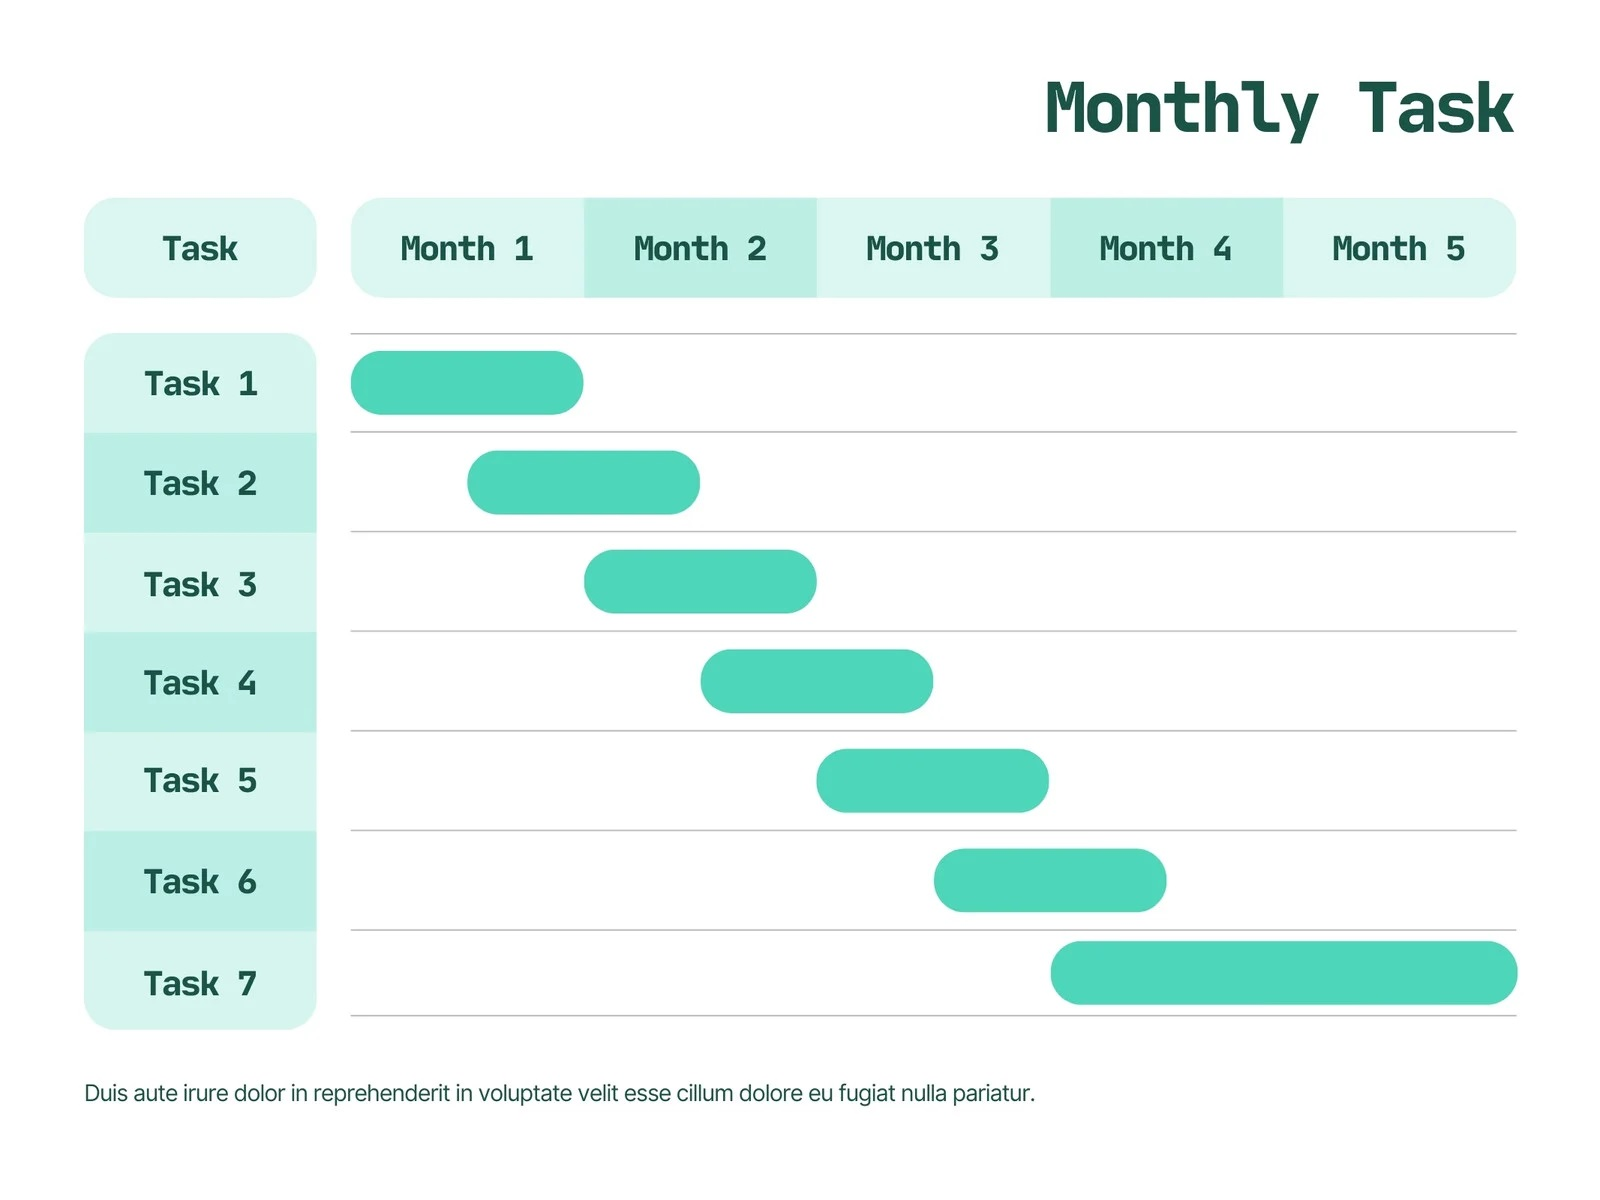 Monthly Task
Task Month 1 Month 2 Month 3 Month 4 Month 5
Task 1
Task 2
Task 3
Task 4
Task 5
Task 6
Task 7
Duis aute irure dolor in reprehenderit in voluptate velit esse cillum dolore eu fugiat nulla pariatur.